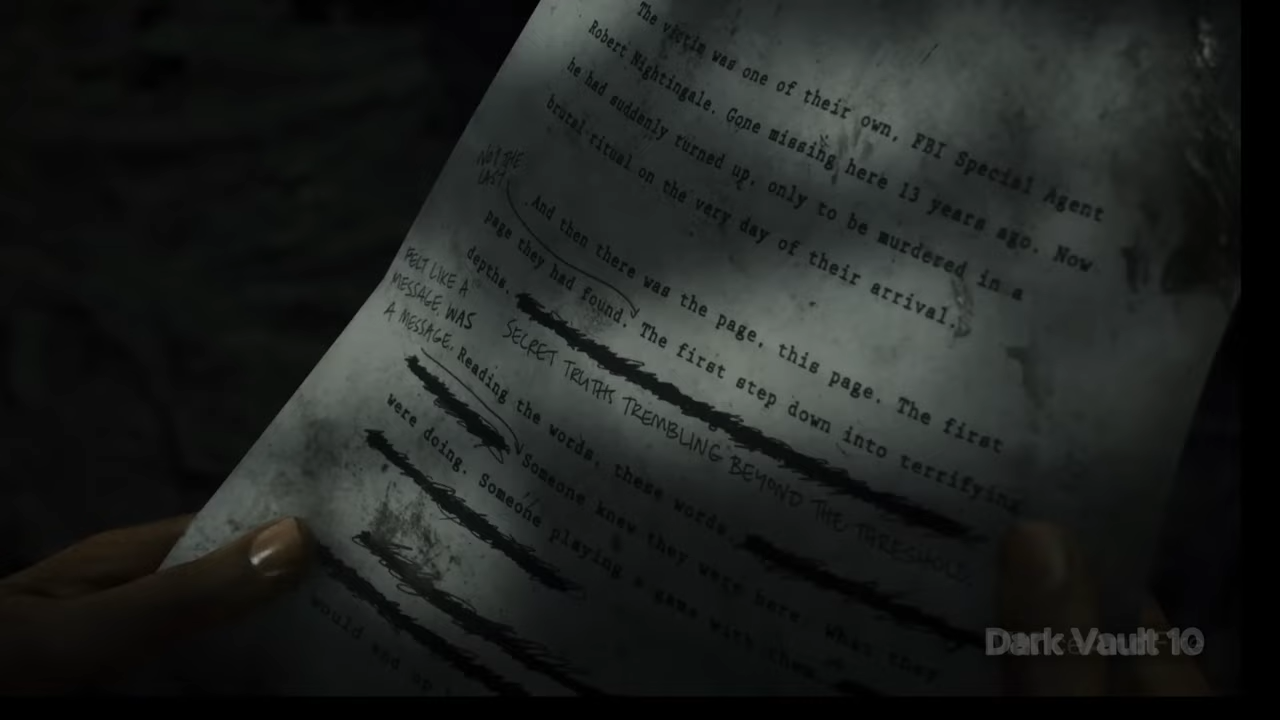 The victim was one of their own, FBI Special Agent
Robert Nightingale. Gone missing here 13 years ago. Now
he had suddenly turned up, only to be murdered in a
brutal ritual on the very day of their arrival.
NOT THE
LAST
And then there was the page, this page. The first
page they had found. The first step down into terrifying
depths.
SECRET TRUTHS TREMBLING BEYOND THE THRESHOLD.
FELT LIKE A
MESSAGE, WAS
A MESSAGE.
Reading the words, these words,
Someone knew they were here. When they
were doing. Someone playing a game with them.
would end up
Dark Vault 10